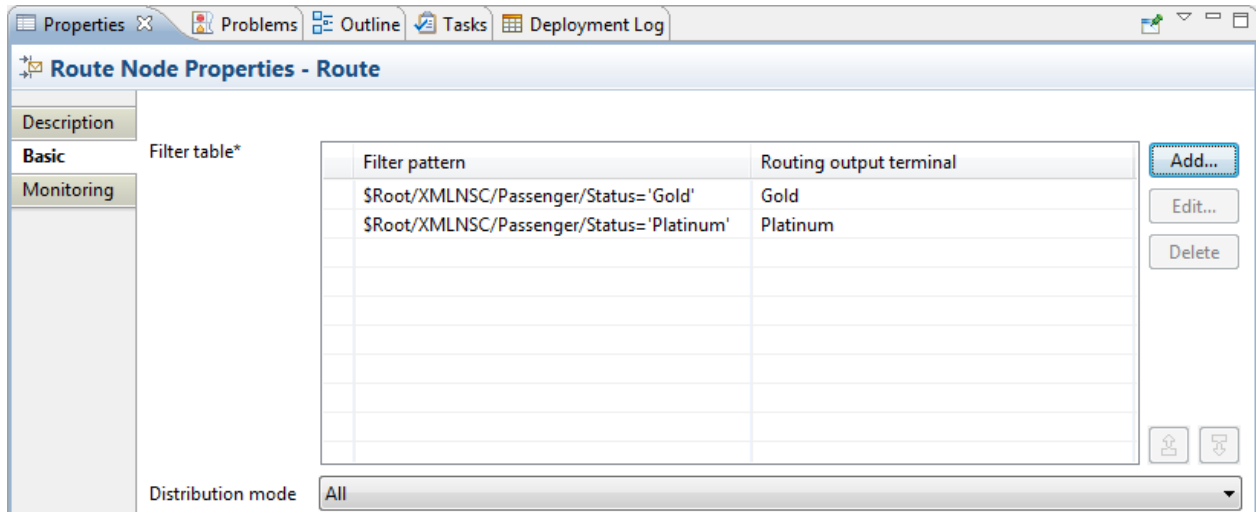 Properties Problems Outline Tasks Deployment Log
Route Node Properties - Route
Description
Basic
Monitoring
Filter table*
Filter pattern Routing output terminal
$Root/XMLNSC/Passenger/Status='Gold' Gold
$Root/XMLNSC/Passenger/Status='Platinum' Platinum
Add...
Edit...
Delete
Distribution mode All